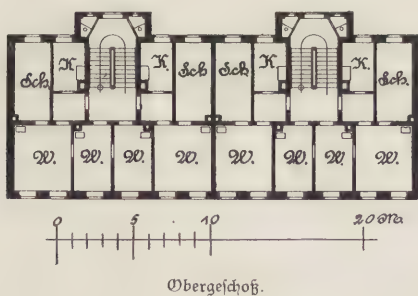 Sch. K. K. Sch. Sch. K. K. Sch.
W. W. W. W. W. W. W. W.
0 5 10 20 M
Obergeschoß.